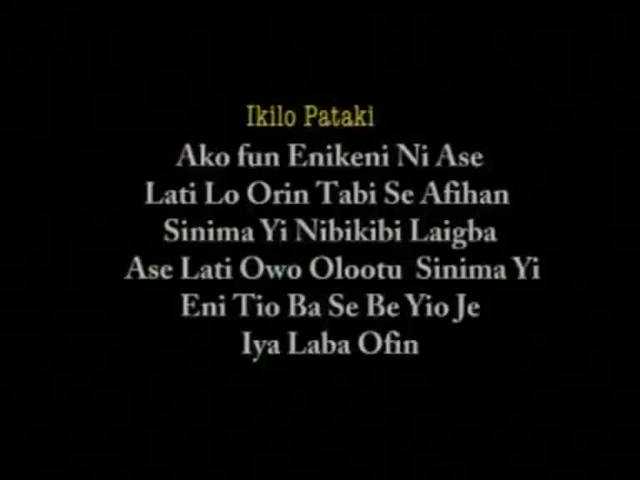 Ikilo Pataki
Ako fun Enikeni Ni Ase
Lati Lo Orin Tabi Se Afihan
Sinima Yi Nibikibi Laigba
Ase Lati Owo Olootu Sinima Yi
Eni Tio Ba Se Be Yio Je
Iya Laba Ofin